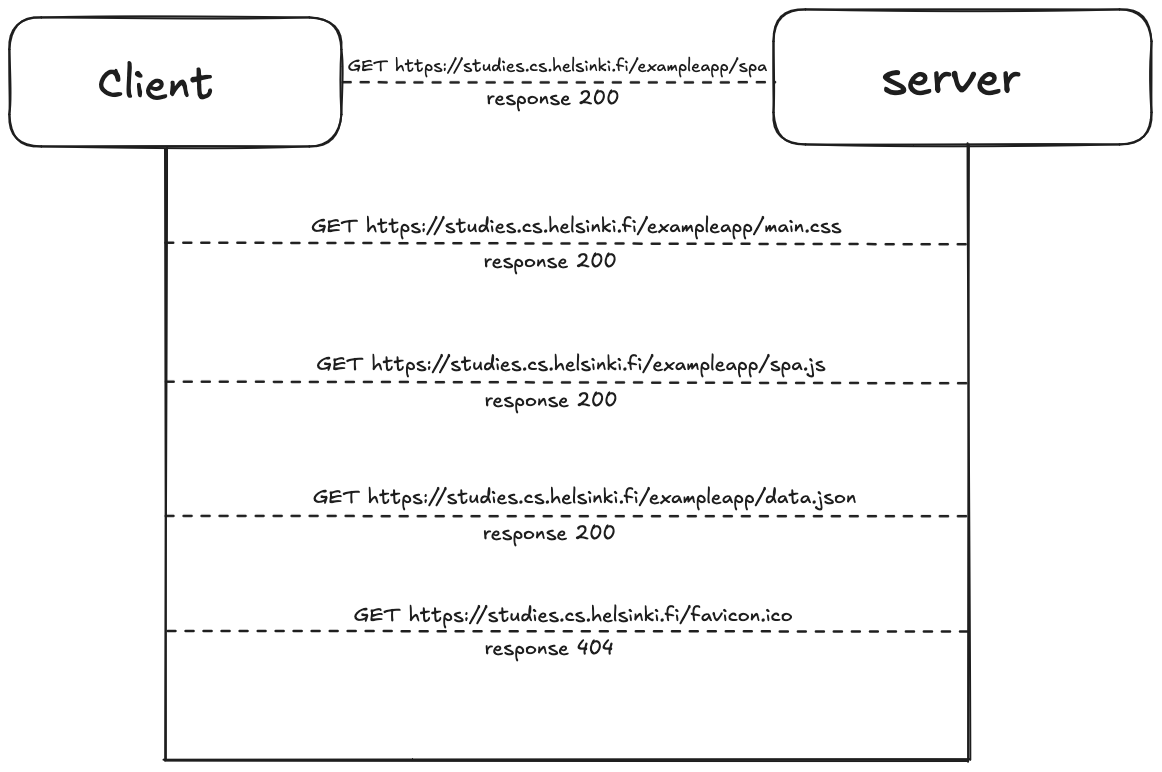 Client
GET https://studies.cs.helsinki.fi/exampleapp/spa
response 200
server
GET https://studies.cs.helsinki.fi/exampleapp/main.css
response 200
GET https://studies.cs.helsinki.fi/exampleapp/spa.js
response 200
GET https://studies.cs.helsinki.fi/exampleapp/data.json
response 200
GET https://studies.cs.helsinki.fi/favicon.ico
response 404